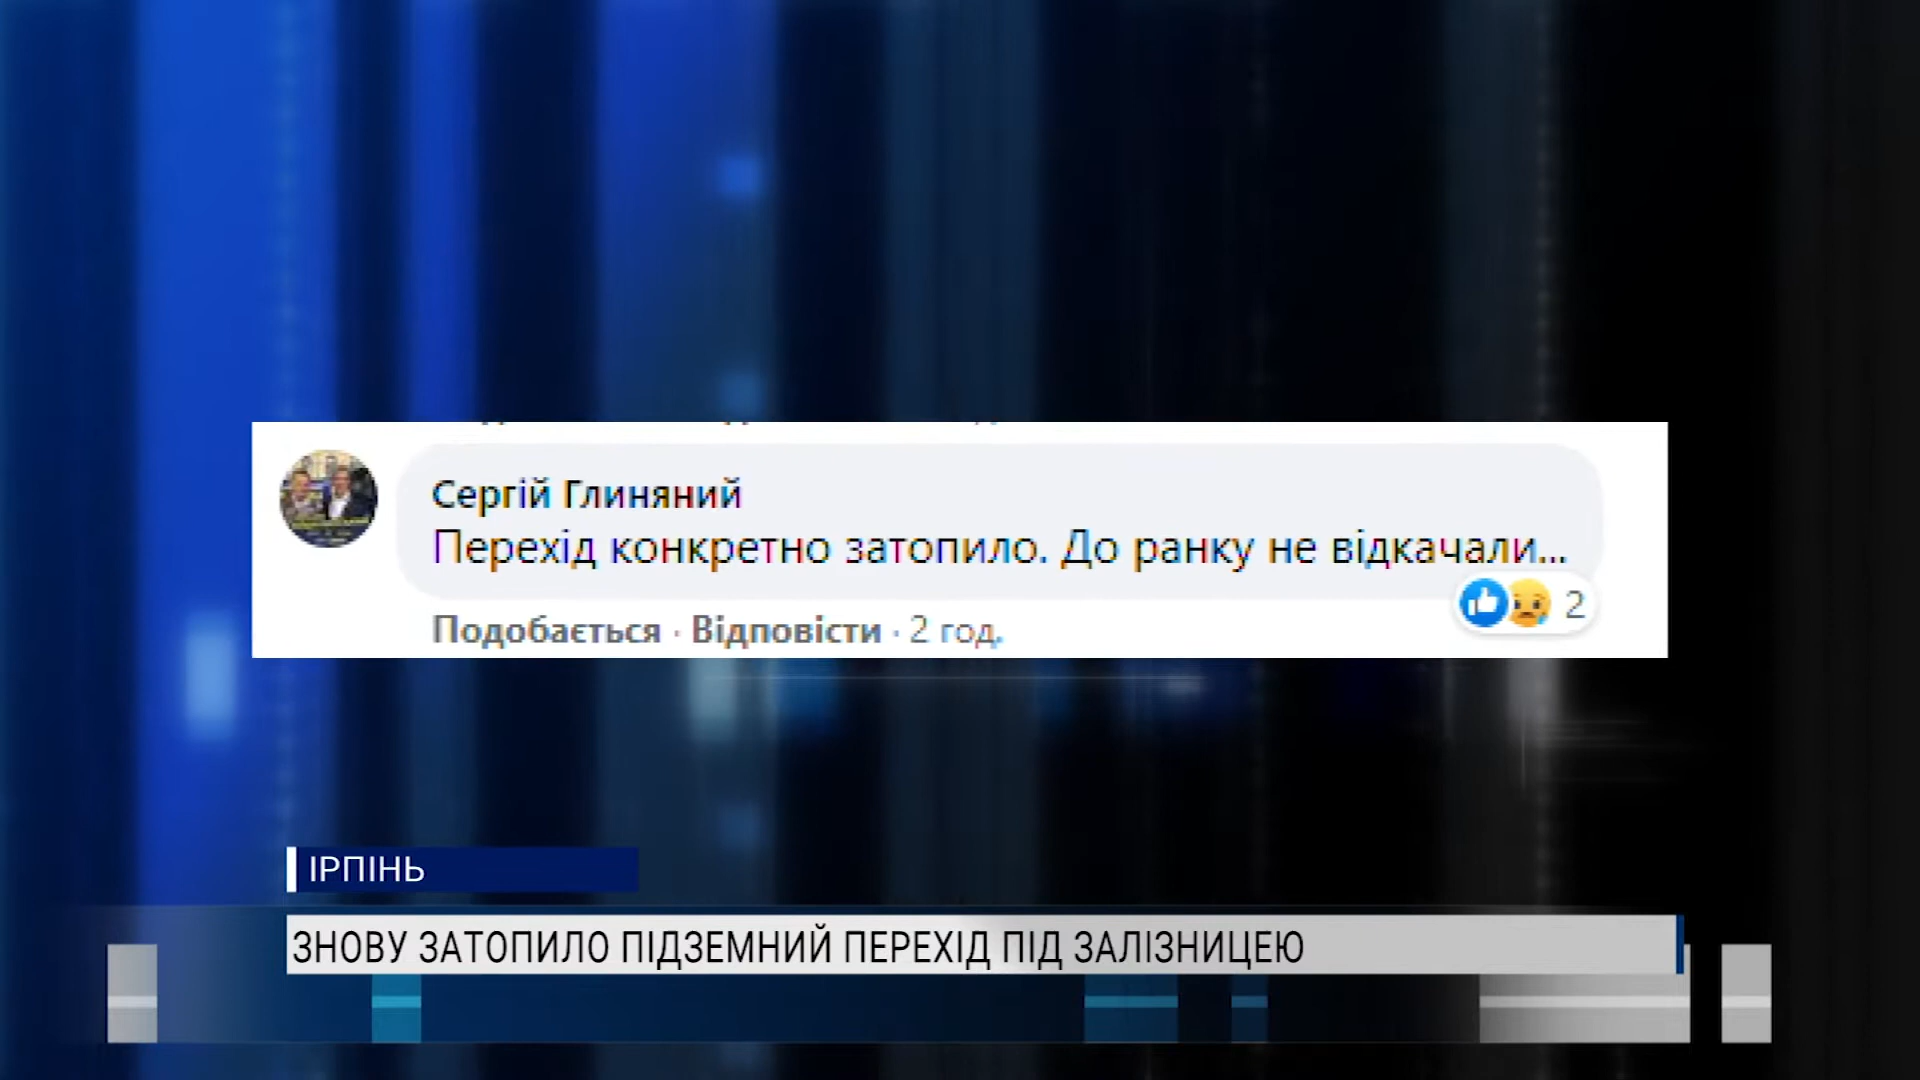 Сергій Глиняний
Перехід конкретно затопило. До ранку не відкачали...
2
Подобається · Відповісти · 2 год.
ІРПІНЬ
ЗНОВУ ЗАТОПИЛО ПІДЗЕМНИЙ ПЕРЕХІД ПІД ЗАЛІЗНИЦЕЮ